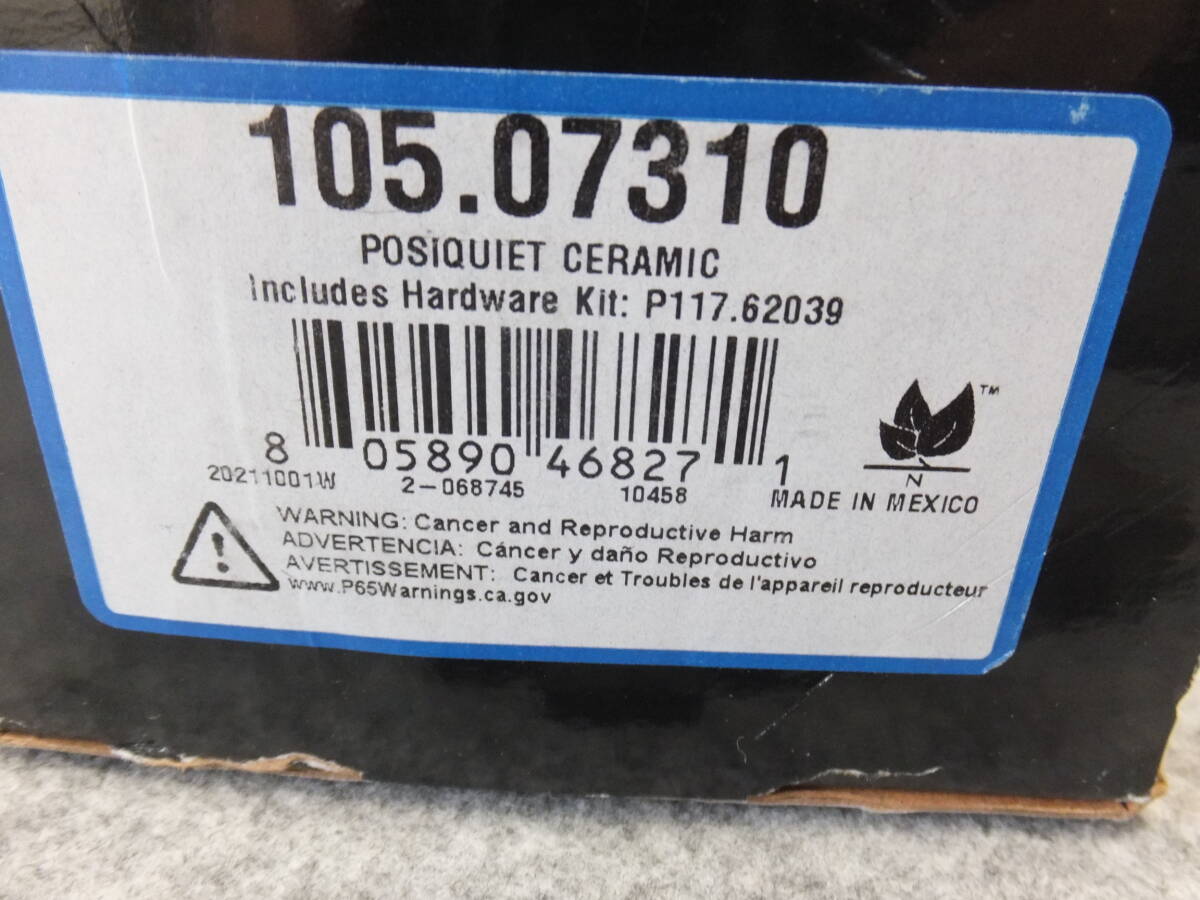 105.07310
POSIQUIET CERAMIC
Includes Hardware Kit: P117.62039
8 05890 46827 1
20211001W 2-068745 10458
TM
N
MADE IN MEXICO
WARNING: Cancer and Reproductive Harm
ADVERTENCIA: Cáncer y daño Reproductivo
AVERTISSEMENT: Cancer et Troubles de l'appareil reproducteur
www.P65Warnings.ca.gov